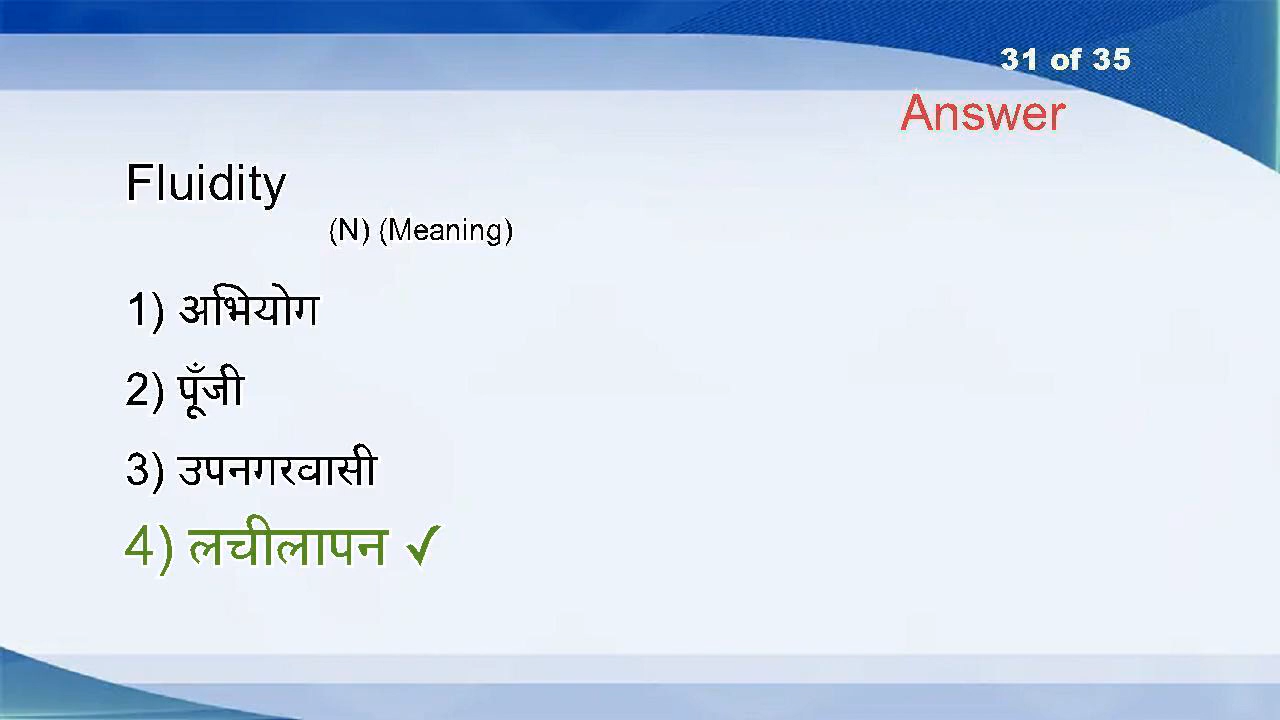 31 of 35
Answer
Fluidity
(N) (Meaning)
1) अभियोग
2) पूँजी
3) उपनगरवासी
4) लचीलापन ✓